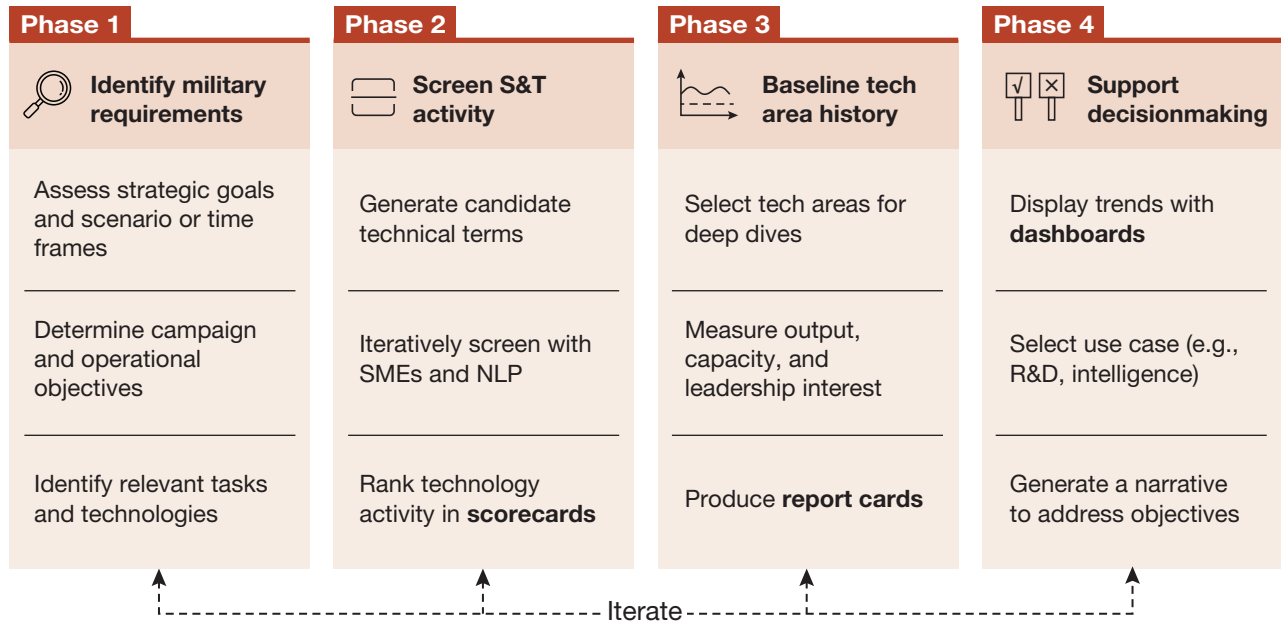 Phase 1
Identify military
requirements
Assess strategic goals
and scenario or time
frames
Determine campaign
and operational
objectives
Identify relevant tasks
and technologies
Phase 2
Screen S&T
activity
Generate candidate
technical terms
Iteratively screen with
SMEs and NLP
Rank technology
activity in scorecards
Phase 3
Baseline tech
area history
Select tech areas for
deep dives
Measure output,
capacity, and
leadership interest
Produce report cards
Phase 4
√ ✕
Support
decisionmaking
Display trends with
dashboards
Select use case (e.g.,
R&D, intelligence)
Generate a narrative
to address objectives
Iterate